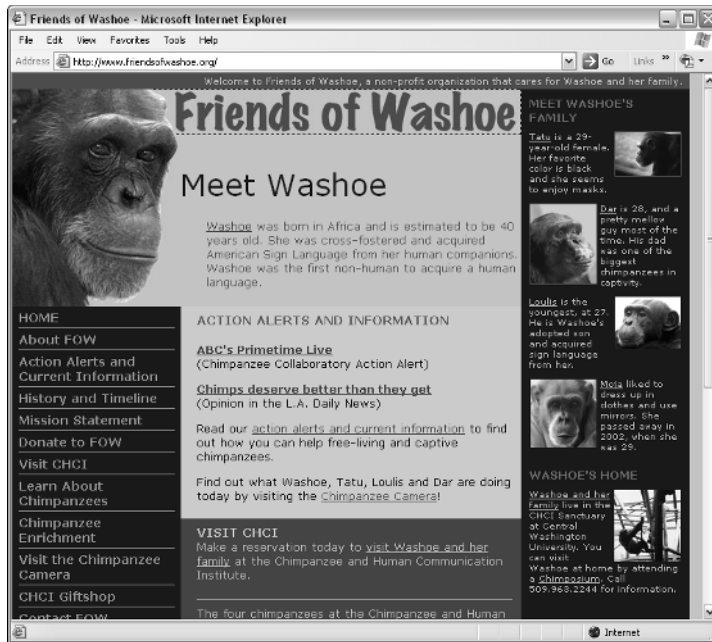 Friends of Washoe - Microsoft Internet Explorer
File Edit View Favorites Tools Help
Address http://www.friendsofwashoe.org/ Go Links »
Welcome to Friends of Washoe, a non-profit organization that cares for Washoe and her family.
Friends of Washoe
Meet Washoe
Washoe was born in Africa and is estimated to be 40
years old. She was cross-fostered and acquired
American Sign Language from her human companions.
Washoe was the first non-human to acquire a human
language.
HOME
About FOW
Action Alerts and
Current Information
History and Timeline
Mission Statement
Donate to FOW
Visit CHCI
Learn About
Chimpanzees
Chimpanzee
Enrichment
Visit the Chimpanzee
Camera
CHCI Giftshop
Contact FOW
ACTION ALERTS AND INFORMATION
ABC's Primetime Live
(Chimpanzee Collaboratory Action Alert)
Chimps deserve better than they get
(Opinion in the L.A. Daily News)
Read our action alerts and current information to find
out how you can help free-living and captive
chimpanzees.
Find out what Washoe, Tatu, Loulis and Dar are doing
today by visiting the Chimpanzee Camera!
VISIT CHCI
Make a reservation today to visit Washoe and her
family at the Chimpanzee and Human Communication
Institute.
The four chimpanzees at the Chimpanzee and Human
MEET WASHOE'S
FAMILY
Tatu is a 29-
year-old female.
Her favorite
color is black
and she seems
to enjoy masks.
Dar is 28, and a
pretty mellow
guy most of the
time. His dad
was one of the
biggest
chimpanzees in
captivity.
Loulis is the
youngest, at 27.
He is Washoe's
adopted son
and acquired
sign language
from her.
Moja liked to
dress up in
clothes and use
mirrors. She
passed away in
2002, when she
was 29.
WASHOE'S HOME
Washoe and her
family live in the
CHCI Sanctuary
at Central
Washington
University. You
can visit
Washoe at home by attending
a Chimposium. Call
509.963.2244 for information.
Internet